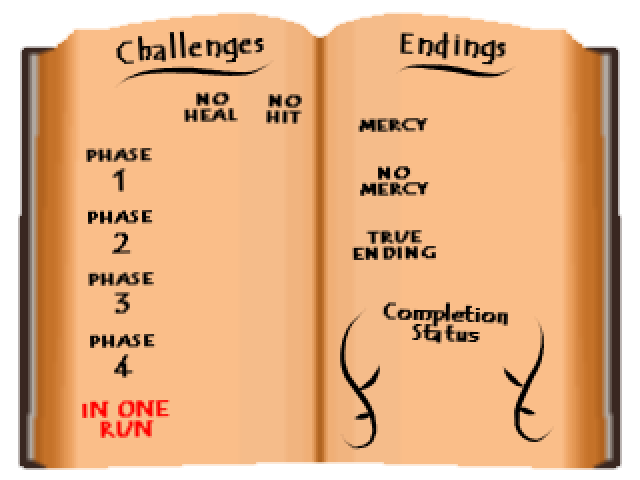 Challenges
NO HEAL
NO HIT
PHASE
1
PHASE
2
PHASE
3
PHASE
4
IN ONE
RUN
Endings
MERCY
NO
MERCY
TRUE
ENDING
Completion
Status